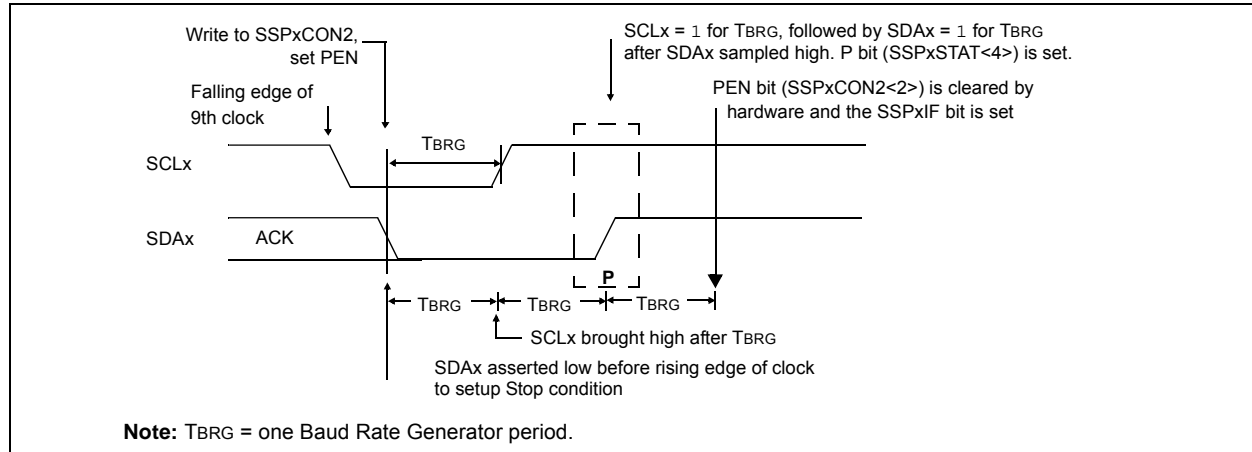 Write to SSPxCON2,
set PEN
SCLx = 1 for TBRG, followed by SDAx = 1 for TBRG
after SDAx sampled high. P bit (SSPxSTAT<4>) is set.
Falling edge of
9th clock
PEN bit (SSPxCON2<2>) is cleared by
hardware and the SSPxIF bit is set
TBRG
SCLx
SDAx
ACK
P
TBRG
TBRG
TBRG
SCLx brought high after TBRG
SDAx asserted low before rising edge of clock
to setup Stop condition
Note: TBRG = one Baud Rate Generator period.